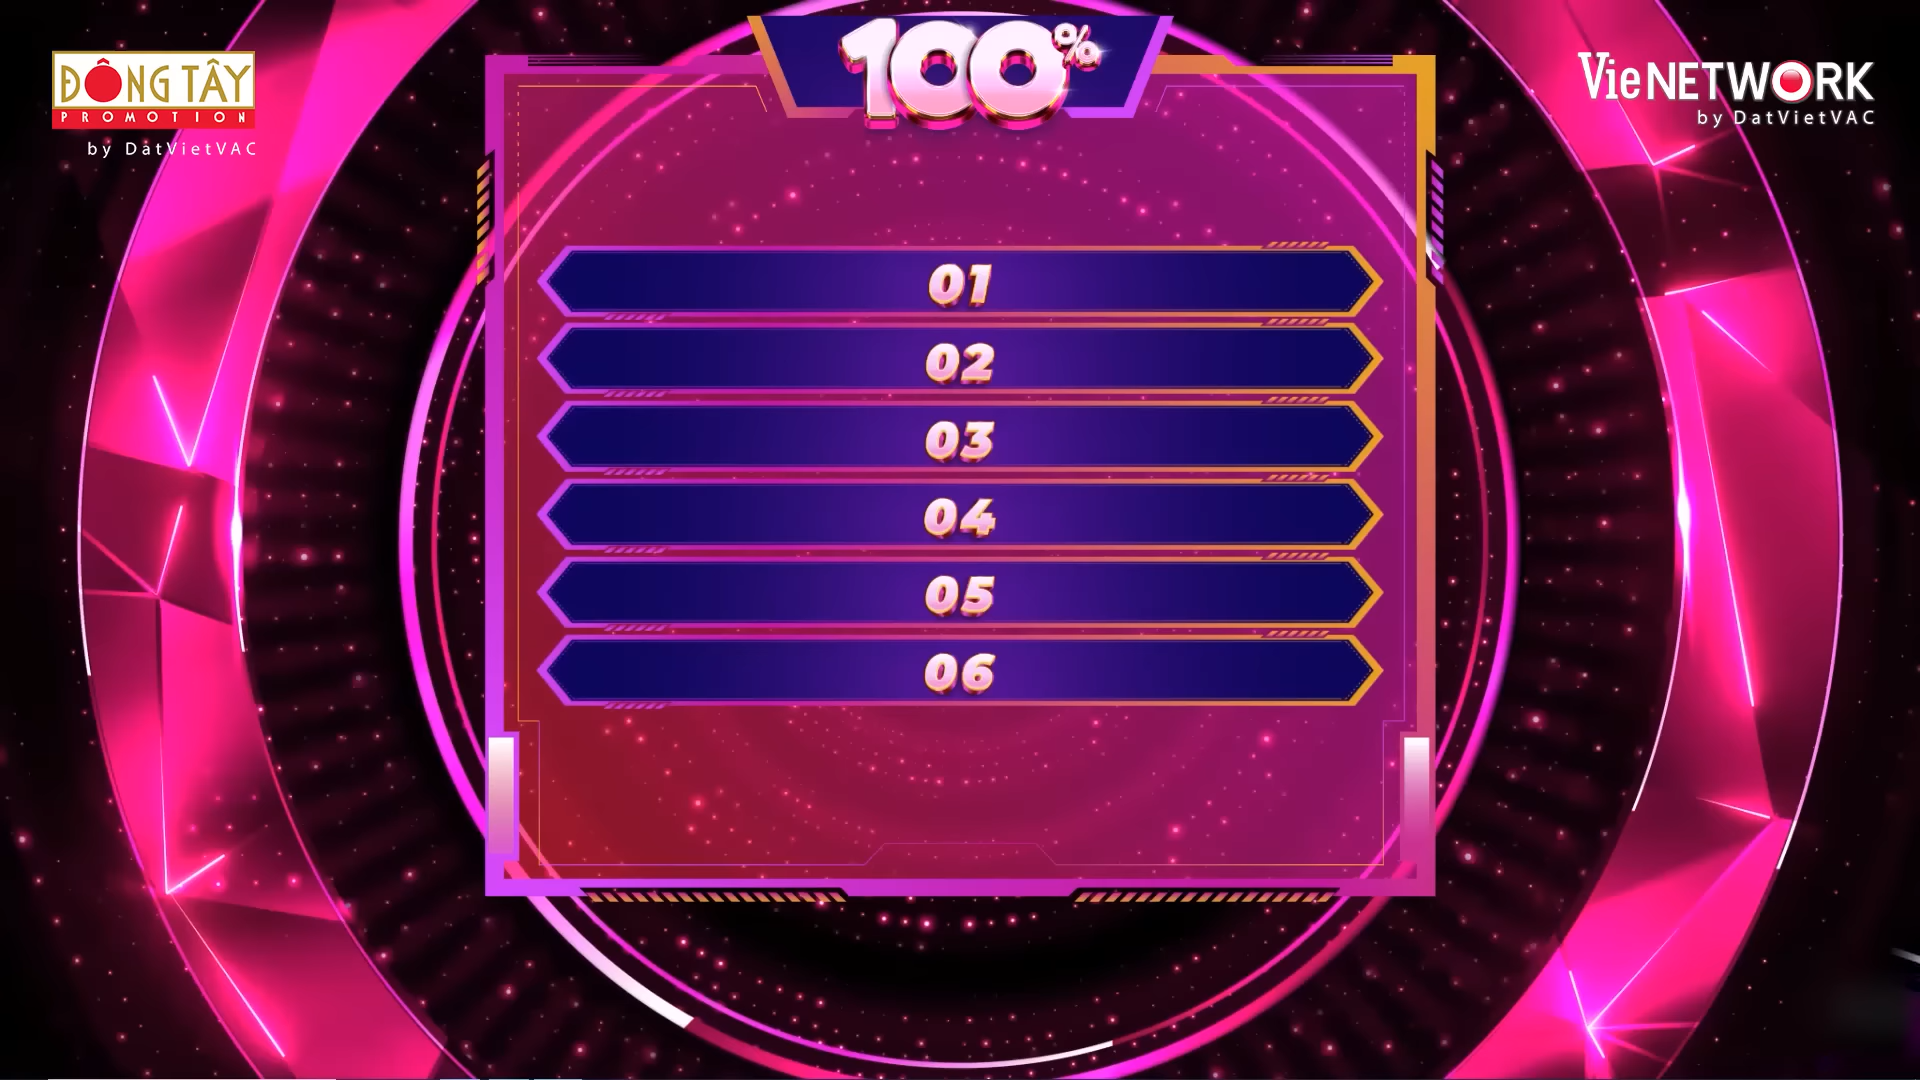 ĐÔNG TÂY
PROMOTION
by DatVietVAC
100%
VieNETWORK
by DatVietVAC
01
02
03
04
05
06